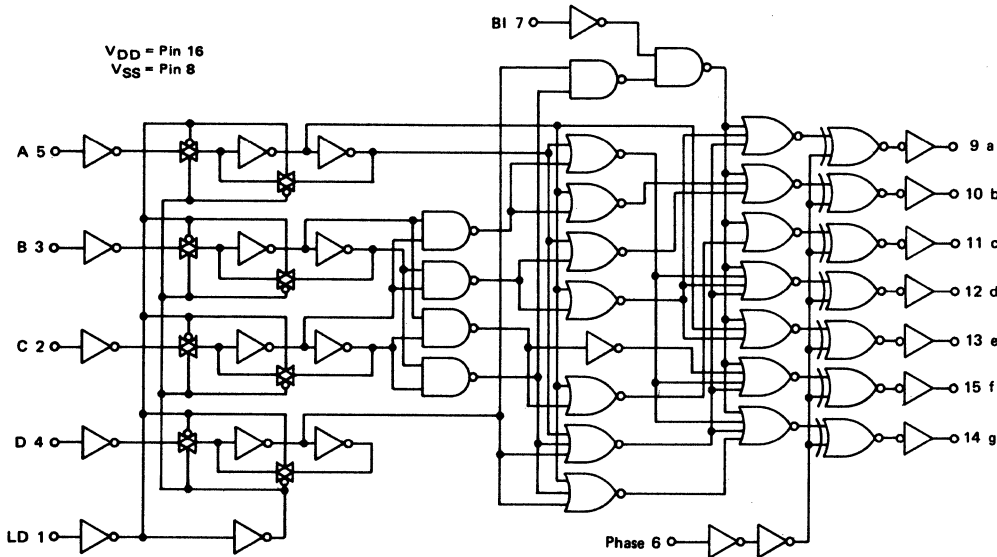 BI 7
VDD = Pin 16
VSS = Pin 8
A 5
9 a
10 b
B 3
11 c
12 d
C 2
13 e
15 f
D 4
14 g
LD 1
Phase 6